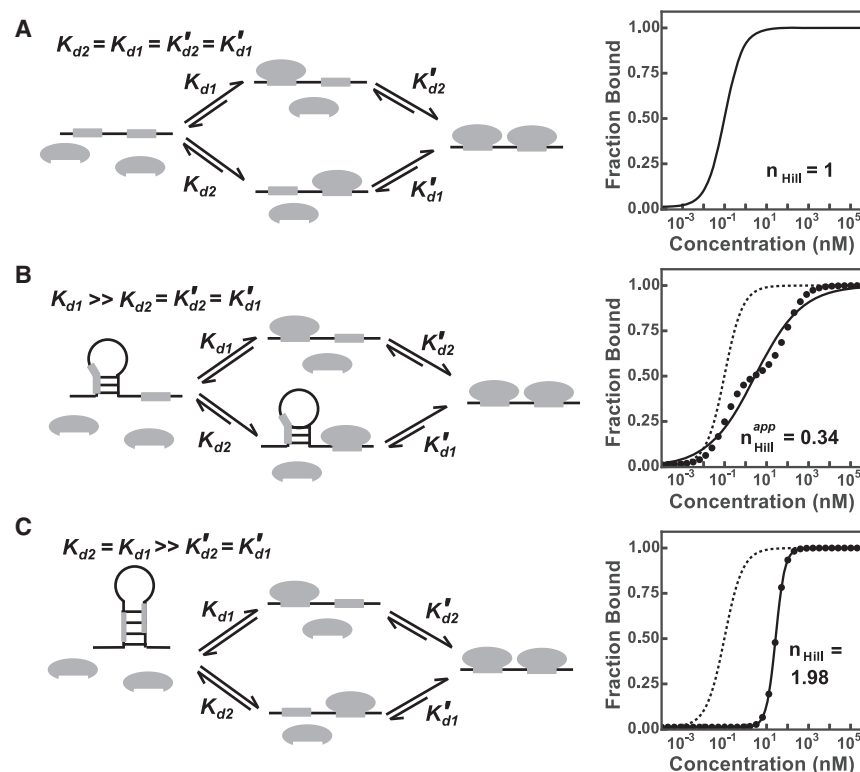 A
K_d2 = K_d1 = K'_d2 = K'_d1
K_d1
K'_d2
K_d2
K'_d1
Fraction Bound
1.00
0.75
0.50
0.25
0.00
n_Hill = 1
10^-3 10^-1 10^1 10^3 10^5
Concentration (nM)
B
K_d1 >> K_d2 = K'_d2 = K'_d1
K_d1
K'_d2
K_d2
K'_d1
Fraction Bound
1.00
0.75
0.50
0.25
0.00
n^app_Hill = 0.34
10^-3 10^-1 10^1 10^3 10^5
Concentration (nM)
C
K_d2 = K_d1 >> K'_d2 = K'_d1
K_d1
K'_d2
K_d2
K'_d1
Fraction Bound
1.00
0.75
0.50
0.25
0.00
n_Hill =
1.98
10^-3 10^-1 10^1 10^3 10^5
Concentration (nM)